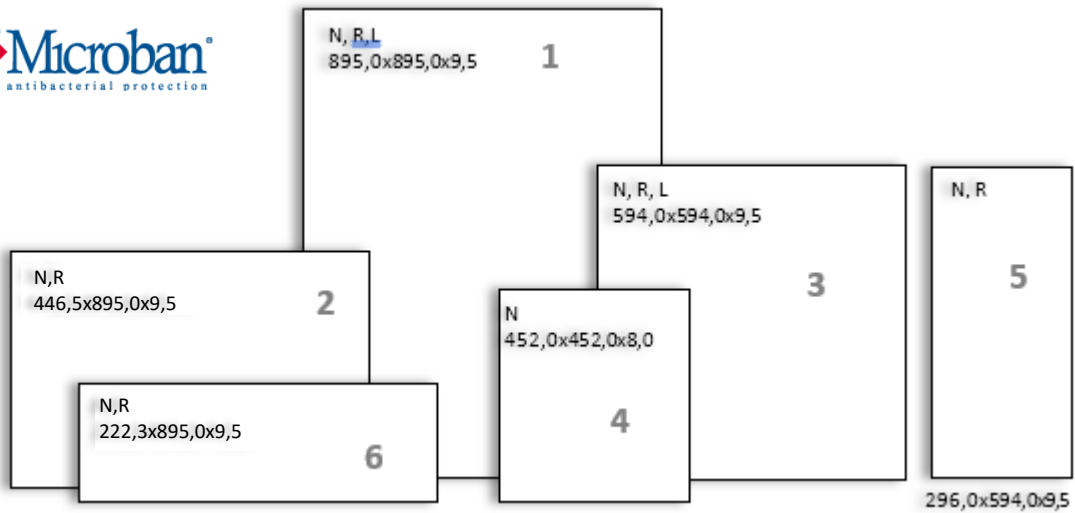 Microban®
antibacterial protection
N, R,L
895,0x895,0x9,5
1
N, R, L
594,0x594,0x9,5
3
N, R
5
296,0x594,0x9,5
N,R
446,5x895,0x9,5
2
N
452,0x452,0x8,0
4
N,R
222,3x895,0x9,5
6